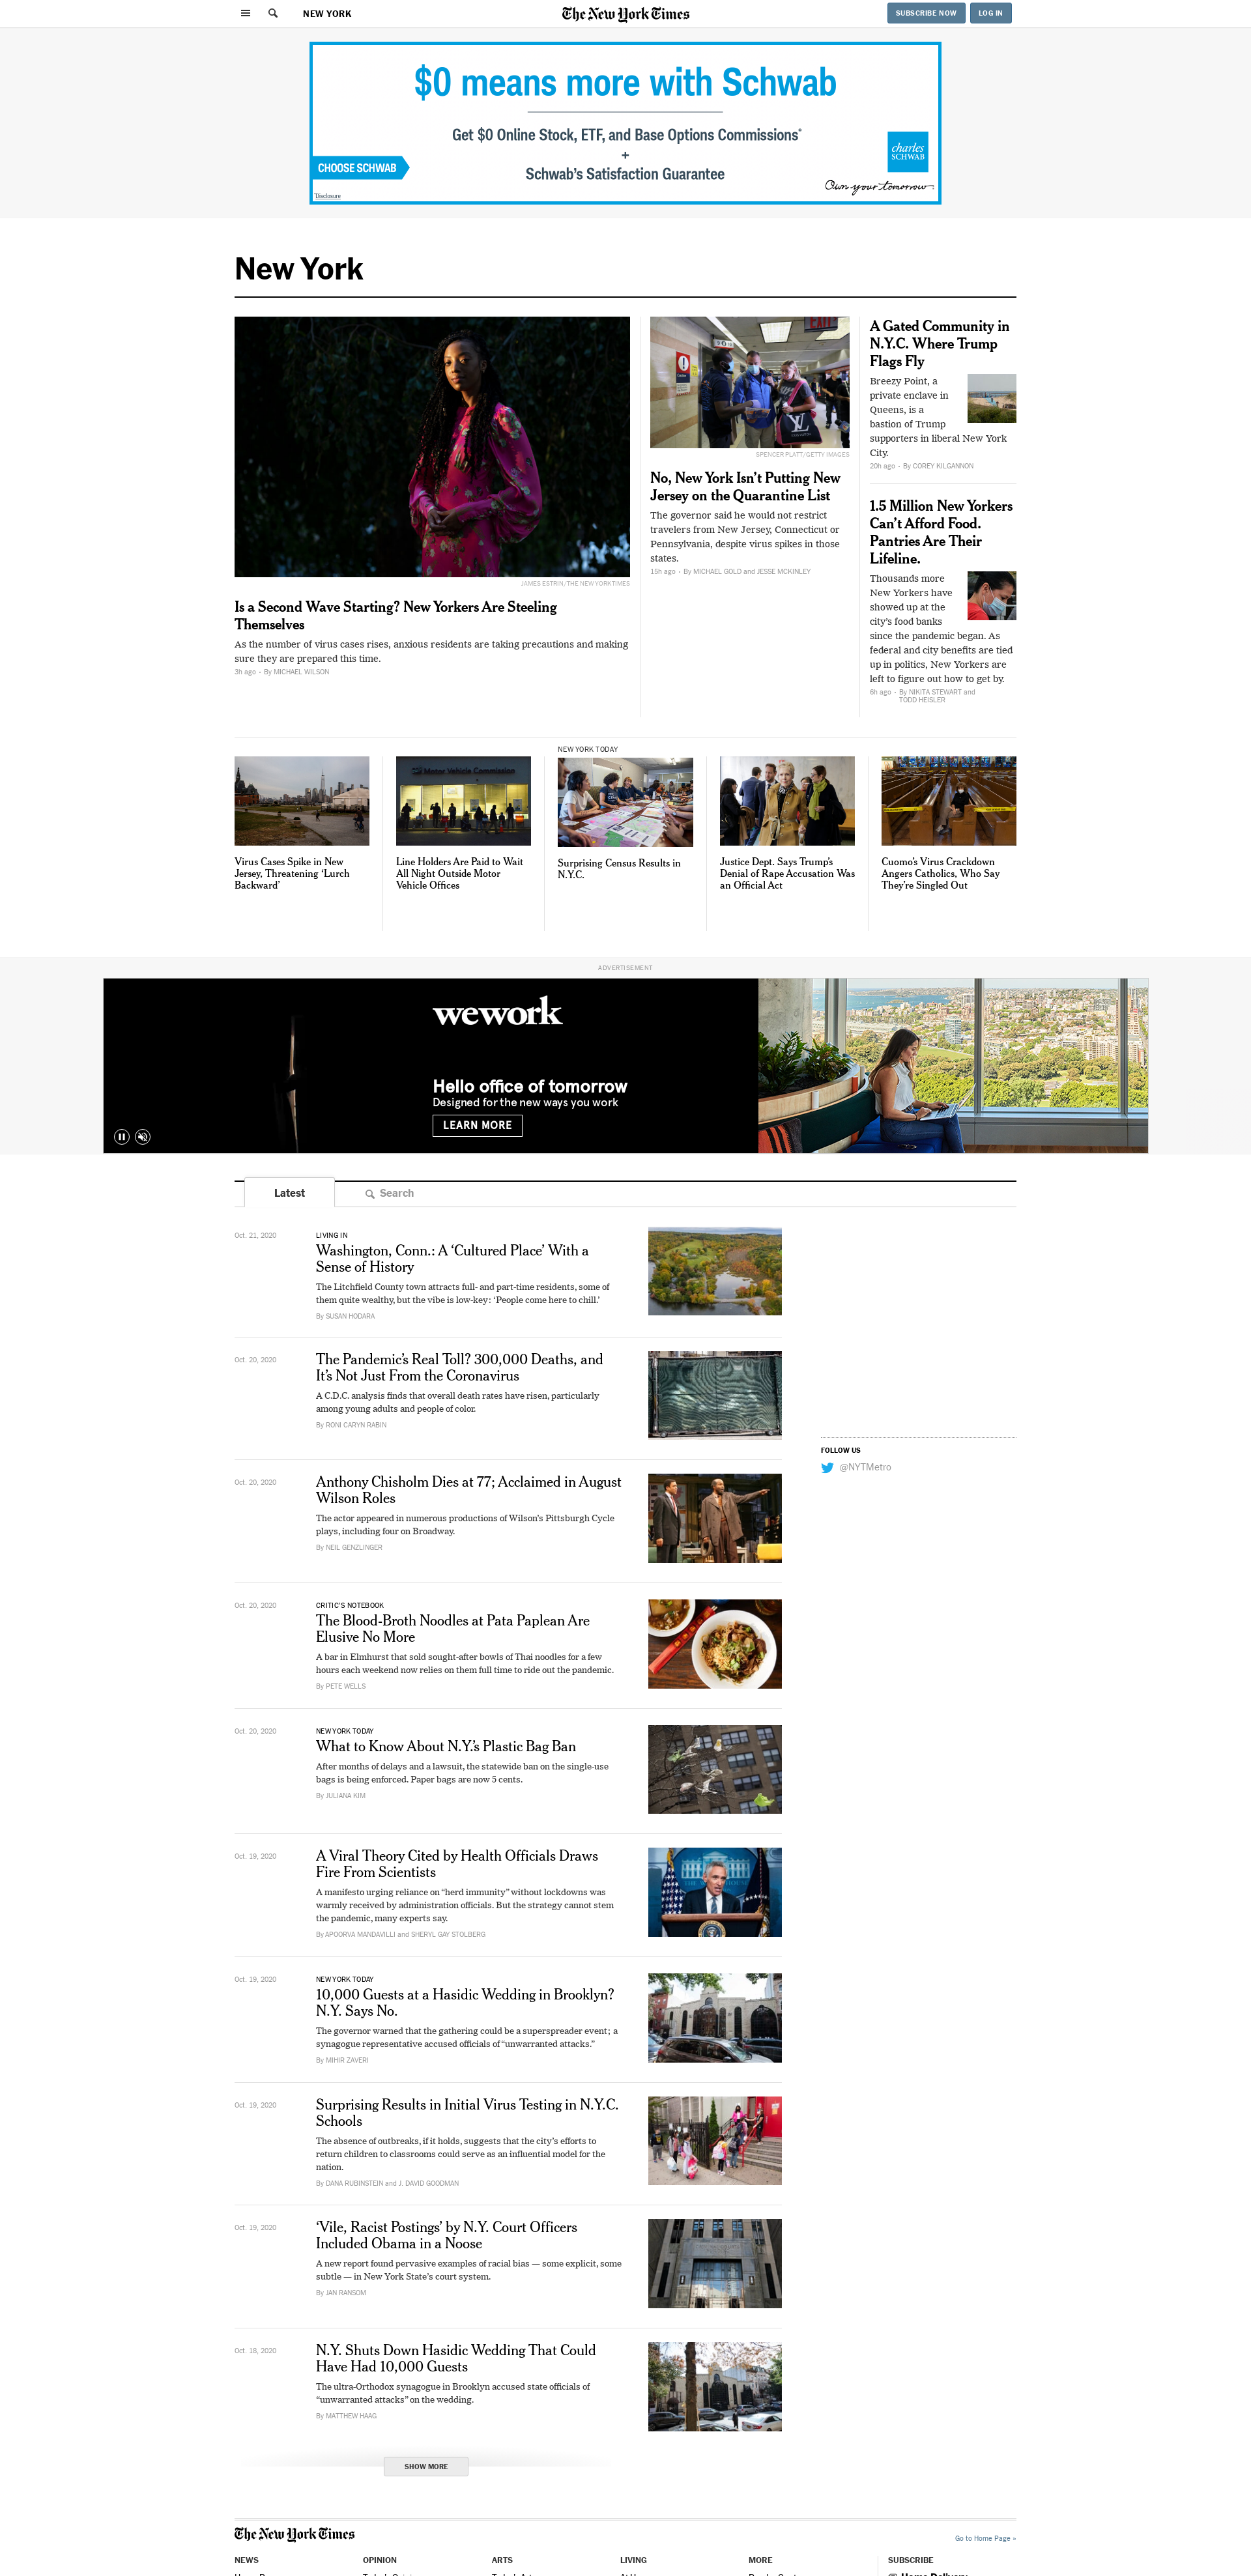 NEW YORK
The New York Times
SUBSCRIBE NOW
LOG IN
$0 means more with Schwab
Get $0 Online Stock, ETF, and Base Options Commissions*
+
Schwab's Satisfaction Guarantee
CHOOSE SCHWAB
*Disclosure
charles
SCHWAB
Own your tomorrow
New York
JAMES ESTRIN/THE NEW YORK TIMES
Is a Second Wave Starting? New Yorkers Are Steeling
Themselves
As the number of virus cases rises, anxious residents are taking precautions and making
sure they are prepared this time.
3h ago • By MICHAEL WILSON
EXIT
SPENCER PLATT/GETTY IMAGES
No, New York Isn't Putting New
Jersey on the Quarantine List
The governor said he would not restrict
travelers from New Jersey, Connecticut or
Pennsylvania, despite virus spikes in those
states.
15h ago • By MICHAEL GOLD and JESSE MCKINLEY
A Gated Community in
N.Y.C. Where Trump
Flags Fly
Breezy Point, a
private enclave in
Queens, is a
bastion of Trump
supporters in liberal New York
City.
20h ago • By COREY KILGANNON
1.5 Million New Yorkers
Can't Afford Food.
Pantries Are Their
Lifeline.
Thousands more
New Yorkers have
showed up at the
city's food banks
since the pandemic began. As
federal and city benefits are tied
up in politics, New Yorkers are
left to figure out how to get by.
6h ago • By NIKITA STEWART and
TODD HEISLER
Virus Cases Spike in New
Jersey, Threatening 'Lurch
Backward'
Motor Vehicle Commission
Line Holders Are Paid to Wait
All Night Outside Motor
Vehicle Offices
NEW YORK TODAY
Surprising Census Results in
N.Y.C.
Justice Dept. Says Trump's
Denial of Rape Accusation Was
an Official Act
Cuomo's Virus Crackdown
Angers Catholics, Who Say
They're Singled Out
ADVERTISEMENT
wework
Hello office of tomorrow
Designed for the new ways you work
LEARN MORE
Latest
Search
Oct. 21, 2020
LIVING IN
Washington, Conn.: A 'Cultured Place' With a
Sense of History
The Litchfield County town attracts full- and part-time residents, some of
them quite wealthy, but the vibe is low-key: 'People come here to chill.'
By SUSAN HODARA
Oct. 20, 2020
The Pandemic's Real Toll? 300,000 Deaths, and
It's Not Just From the Coronavirus
A C.D.C. analysis finds that overall death rates have risen, particularly
among young adults and people of color.
By RONI CARYN RABIN
FOLLOW US
@NYTMetro
Oct. 20, 2020
Anthony Chisholm Dies at 77; Acclaimed in August
Wilson Roles
The actor appeared in numerous productions of Wilson's Pittsburgh Cycle
plays, including four on Broadway.
By NEIL GENZLINGER
Oct. 20, 2020
CRITIC'S NOTEBOOK
The Blood-Broth Noodles at Pata Paplean Are
Elusive No More
A bar in Elmhurst that sold sought-after bowls of Thai noodles for a few
hours each weekend now relies on them full time to ride out the pandemic.
By PETE WELLS
Oct. 20, 2020
NEW YORK TODAY
What to Know About N.Y.'s Plastic Bag Ban
After months of delays and a lawsuit, the statewide ban on the single-use
bags is being enforced. Paper bags are now 5 cents.
By JULIANA KIM
Oct. 19, 2020
A Viral Theory Cited by Health Officials Draws
Fire From Scientists
A manifesto urging reliance on "herd immunity" without lockdowns was
warmly received by administration officials. But the strategy cannot stem
the pandemic, many experts say.
By APOORVA MANDAVILLI and SHERYL GAY STOLBERG
Oct. 19, 2020
NEW YORK TODAY
10,000 Guests at a Hasidic Wedding in Brooklyn?
N.Y. Says No.
The governor warned that the gathering could be a superspreader event; a
synagogue representative accused officials of "unwarranted attacks."
By MIHIR ZAVERI
Oct. 19, 2020
Surprising Results in Initial Virus Testing in N.Y.C.
Schools
The absence of outbreaks, if it holds, suggests that the city's efforts to
return children to classrooms could serve as an influential model for the
nation.
By DANA RUBINSTEIN and J. DAVID GOODMAN
Oct. 19, 2020
'Vile, Racist Postings' by N.Y. Court Officers
Included Obama in a Noose
A new report found pervasive examples of racial bias — some explicit, some
subtle — in New York State's court system.
By JAN RANSOM
Oct. 18, 2020
N.Y. Shuts Down Hasidic Wedding That Could
Have Had 10,000 Guests
The ultra-Orthodox synagogue in Brooklyn accused state officials of
"unwarranted attacks" on the wedding.
By MATTHEW HAAG
SHOW MORE
The New York Times
Go to Home Page »
NEWS
OPINION
ARTS
LIVING
MORE
SUBSCRIBE